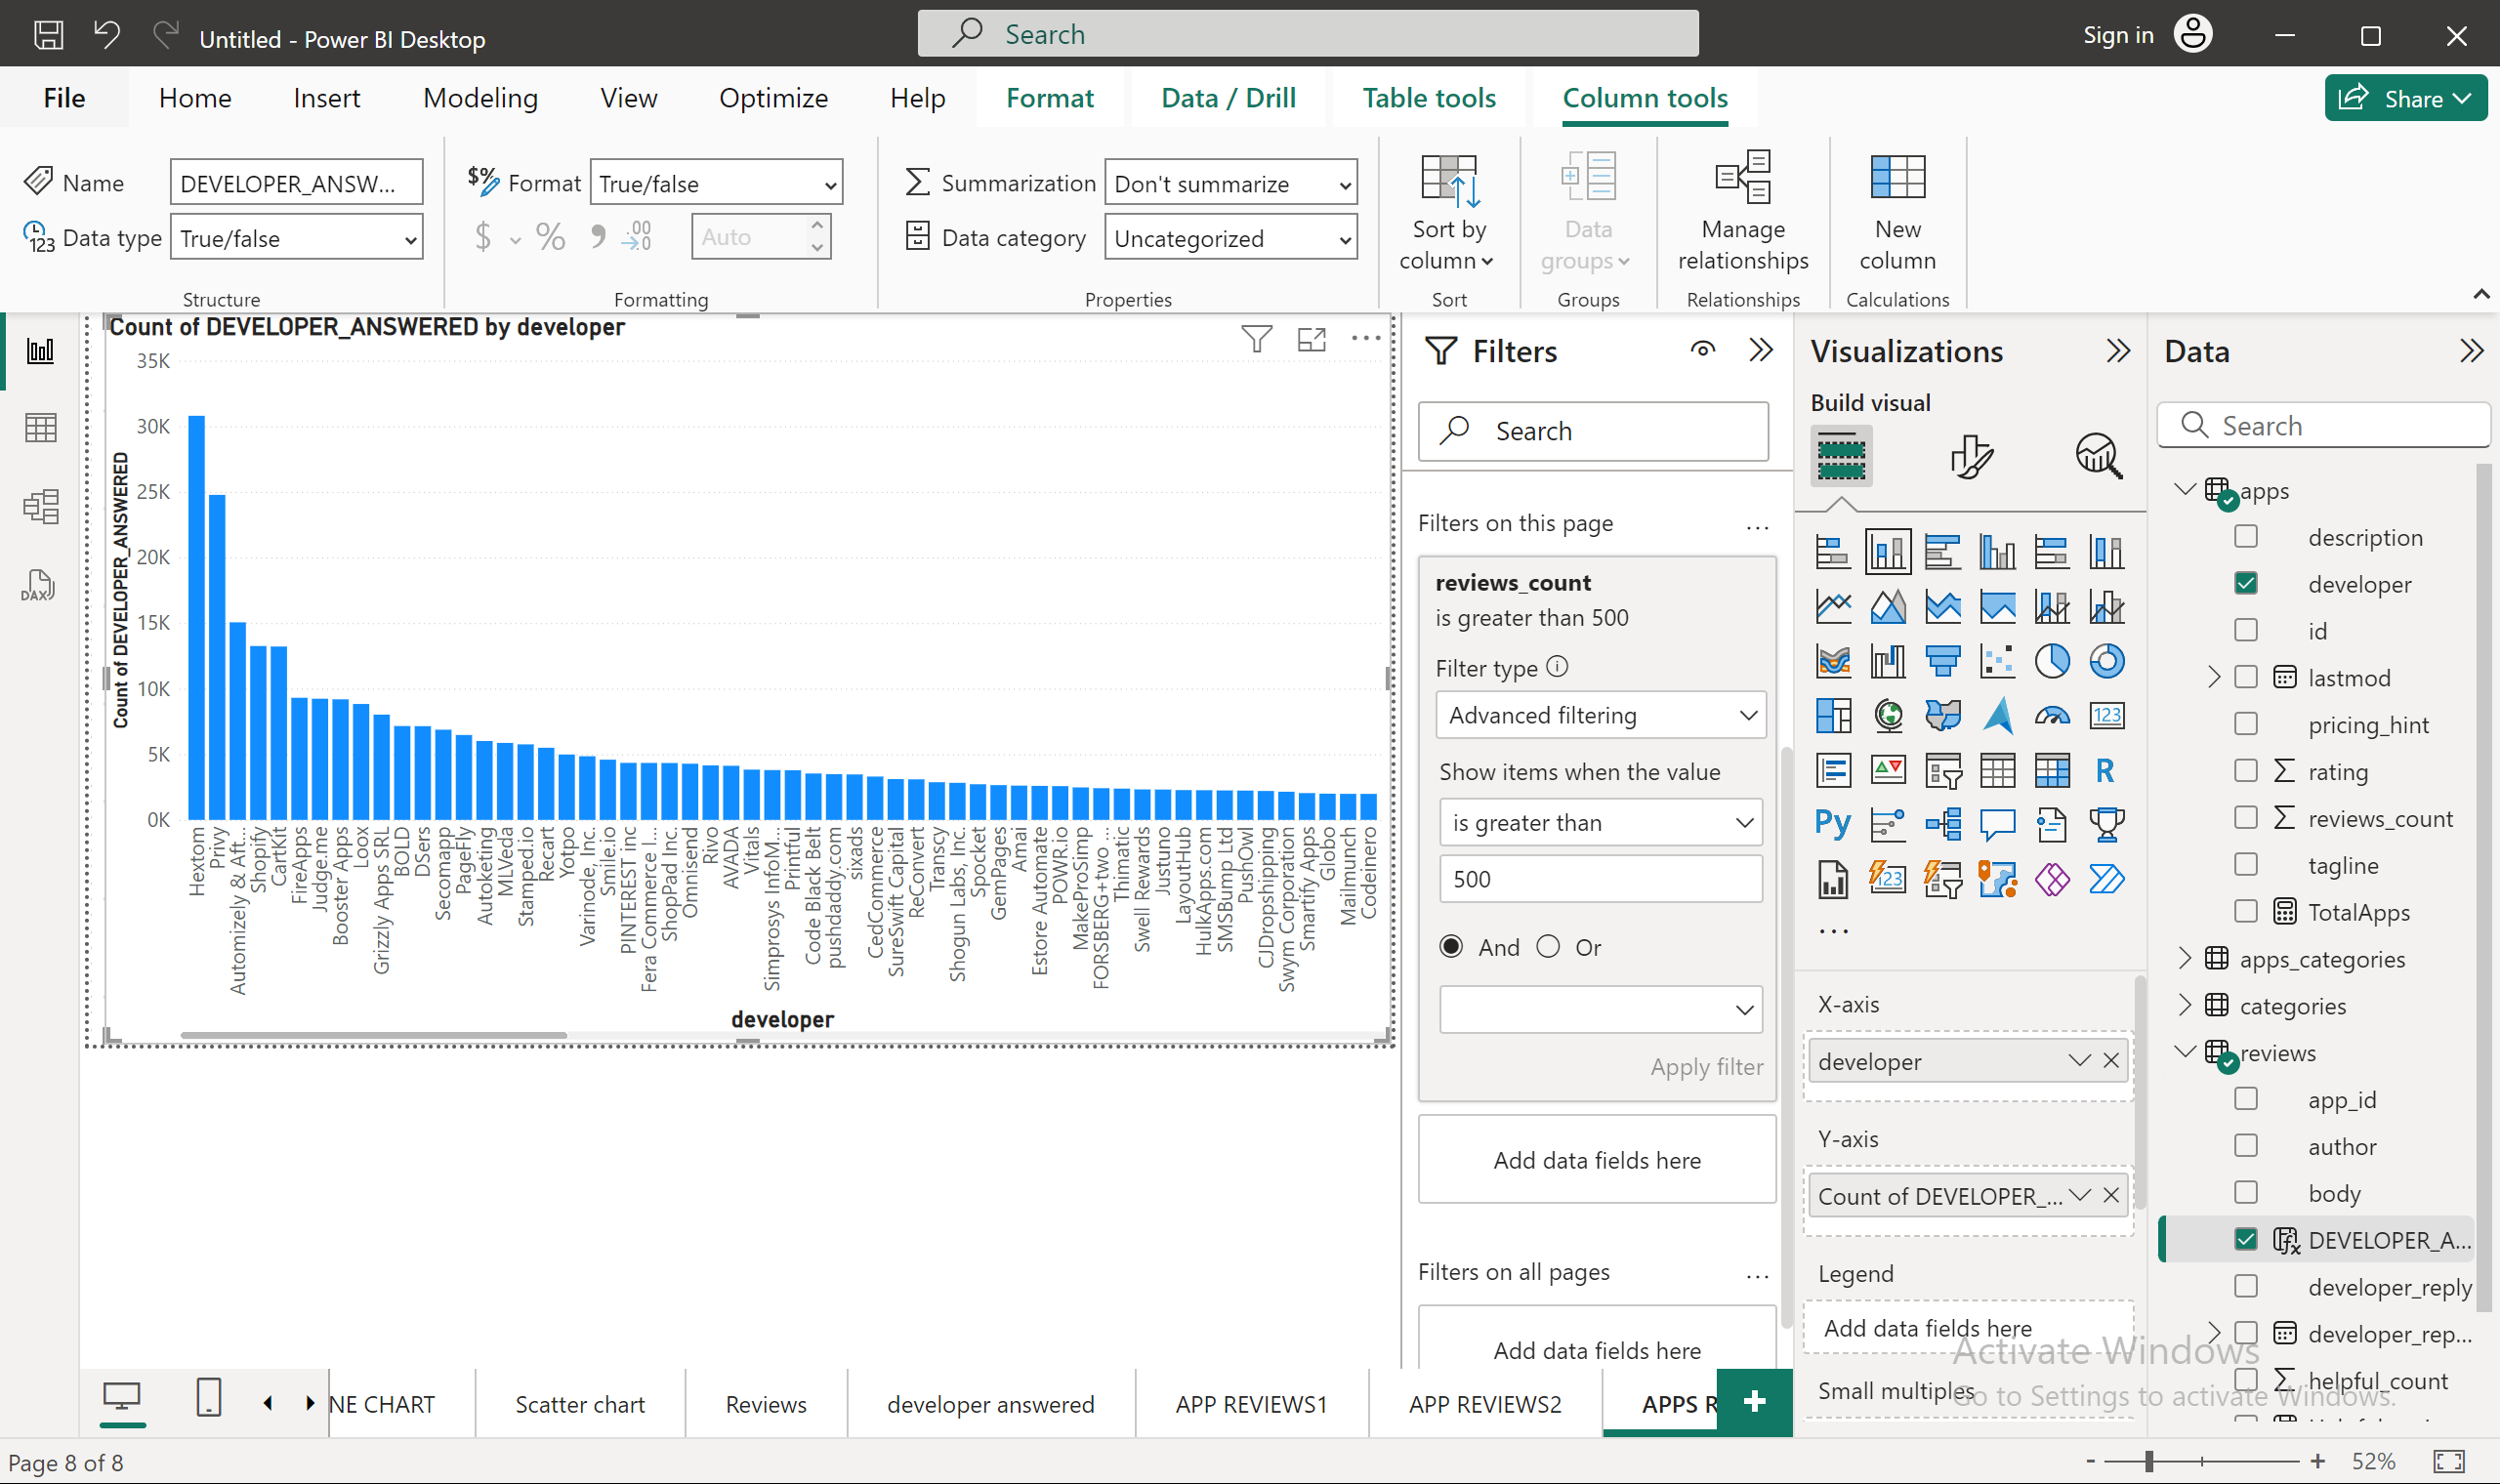 Untitled - Power BI Desktop
Search
Sign in
File
Home
Insert
Modeling
View
Optimize
Help
Format
Data / Drill
Table tools
Column tools
Share
Name
DEVELOPER_ANSW...
Data type
True/false
Structure
Format
True/false
Auto
Formatting
Summarization
Don't summarize
Data category
Uncategorized
Properties
Sort by
column
Sort
Data
groups
Groups
Manage
relationships
Relationships
New
column
Calculations
Count of DEVELOPER_ANSWERED by developer
Count of DEVELOPER_ANSWERED
35K
30K
25K
20K
15K
10K
5K
0K
Hextom
Privy
Automizely & Aft...
Shopify
CartKit
FireApps
Judge.me
Booster Apps
Loox
Grizzly Apps SRL
BOLD
DSers
Secomapp
PageFly
Autoketing
MLVeda
Stamped.io
Recart
Yotpo
Varinode, Inc.
Smile.io
PINTEREST inc
Fera Commerce I...
ShopPad Inc.
Omnisend
Rivo
AVADA
Vitals
Simprosys InfoM...
Printful
Code Black Belt
pushdaddy.com
sixads
CedCommerce
SureSwift Capital
ReConvert
Transcy
Shogun Labs, Inc.
Spocket
GemPages
Amai
Estore Automate
POWR.io
MakeProSimp
FORSBERG+two ...
Thimatic
Swell Rewards
Justuno
LayoutHub
HulkApps.com
SMSBump Ltd
PushOwl
CJDropshipping
Swym Corporation
Smartify Apps
Globo
Mailmunch
Codeinero
developer
Filters
Search
Filters on this page
...
reviews_count
is greater than 500
Filter type
Advanced filtering
Show items when the value
is greater than
500
And
Or
Apply filter
Add data fields here
Filters on all pages
...
Add data fields here
Visualizations
Build visual
123
R
Py
123
...
X-axis
developer
Y-axis
Count of DEVELOPER_...
Legend
Add data fields here
Small multiples
Data
Search
apps
description
developer
id
lastmod
pricing_hint
rating
reviews_count
tagline
TotalApps
apps_categories
categories
reviews
app_id
author
body
DEVELOPER_A...
developer_reply
developer_rep...
helpful_count
Activate Windows
Go to Settings to activate Windows.
DAX
NE CHART
Scatter chart
Reviews
developer answered
APP REVIEWS1
APP REVIEWS2
APPS R
+
Page 8 of 8
-
+
52%